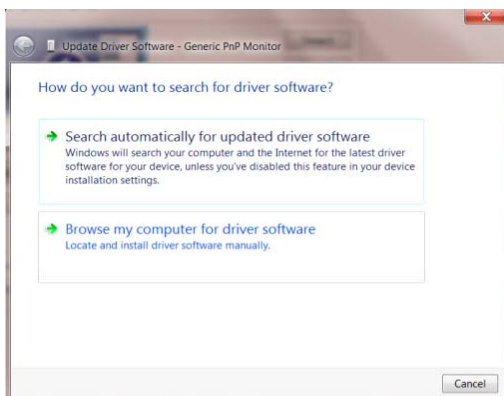 Update Driver Software - Generic PnP Monitor
How do you want to search for driver software?
Search automatically for updated driver software
Windows will search your computer and the Internet for the latest driver
software for your device, unless you've disabled this feature in your device
installation settings.
Browse my computer for driver software
Locate and install driver software manually.
Cancel